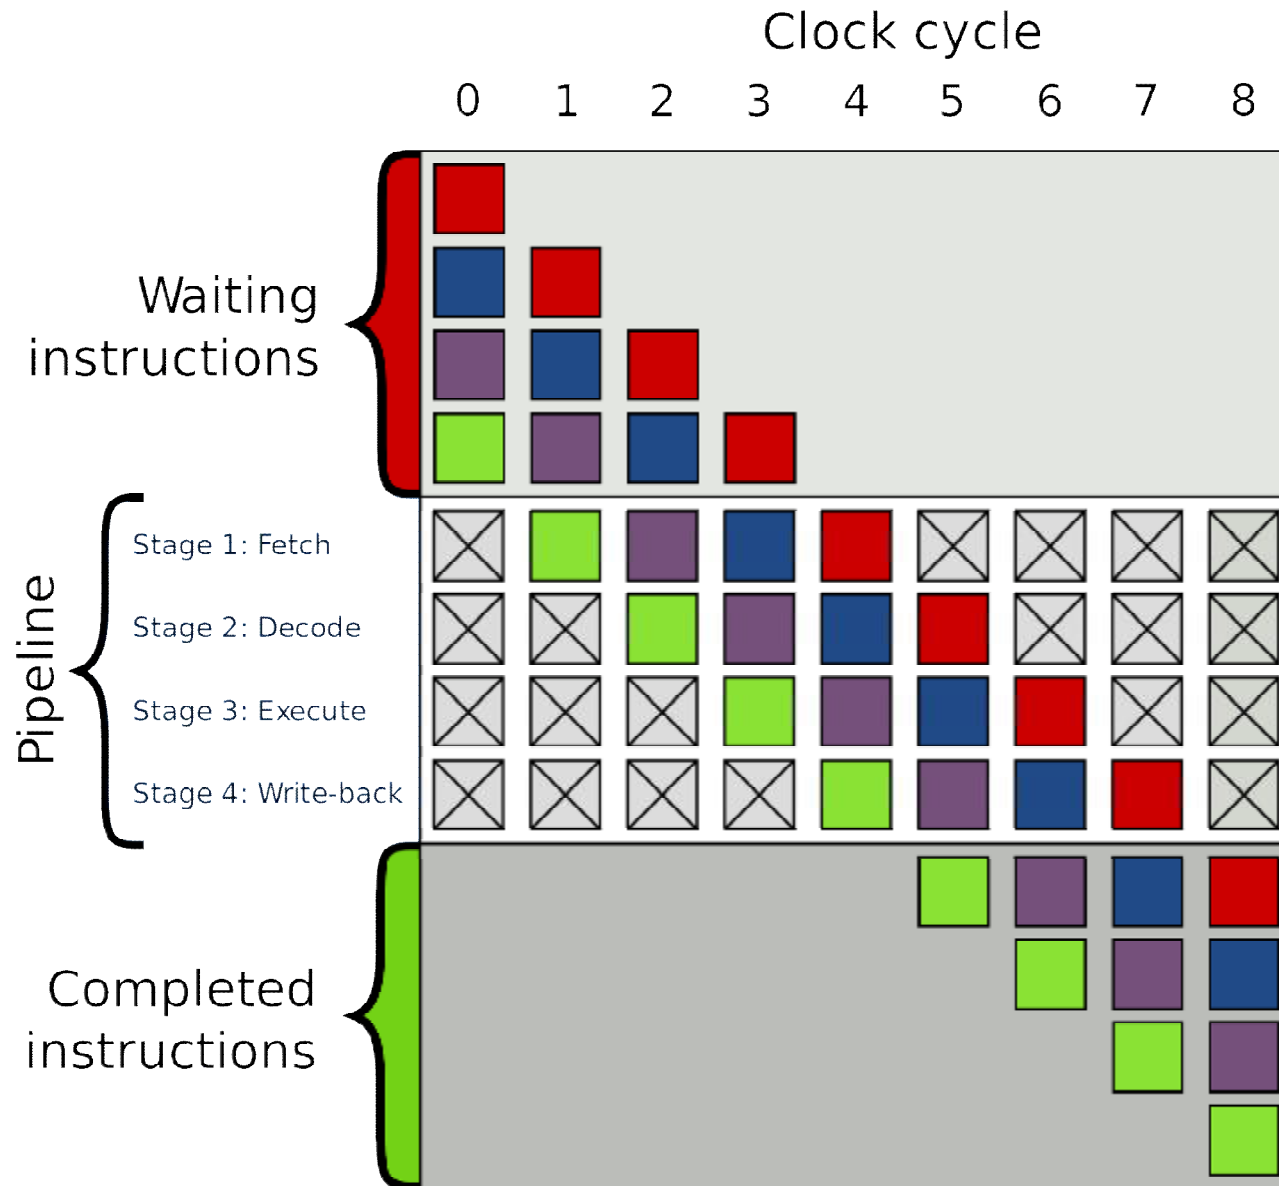 Clock cycle
0 1 2 3 4 5 6 7 8
Waiting
instructions
Pipeline
Stage 1: Fetch
Stage 2: Decode
Stage 3: Execute
Stage 4: Write-back
Completed
instructions